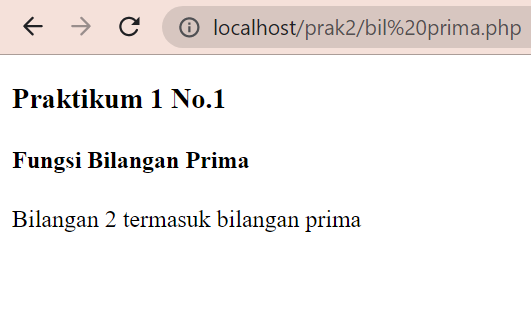 localhost/prak2/bil%20prima.php
Praktikum 1 No.1
Fungsi Bilangan Prima
Bilangan 2 termasuk bilangan prima